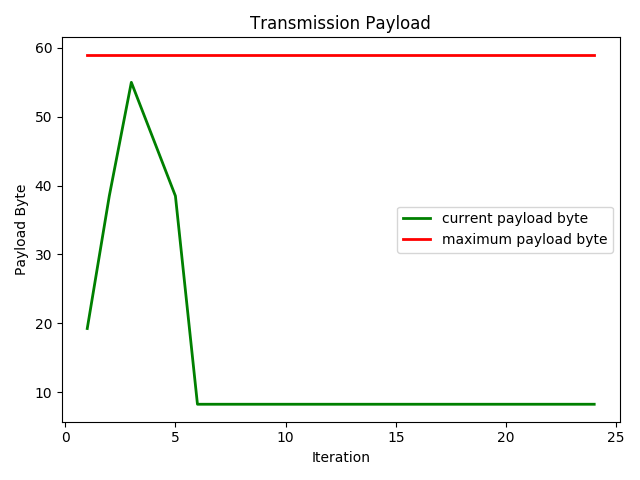 Transmission Payload
60
50
40
30
20
10
Payload Byte
current payload byte
maximum payload byte
0 5 10 15 20 25
Iteration